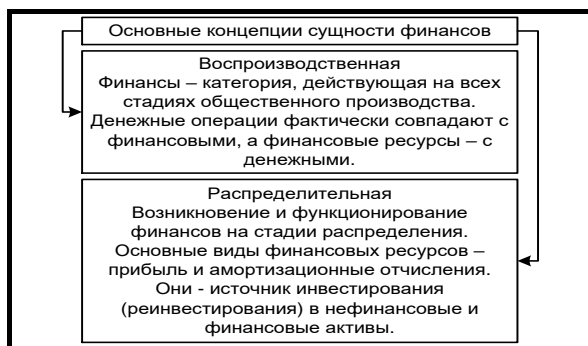 Основные концепции сущности финансов
Воспроизводственная
Финансы – категория, действующая на всех
стадиях общественного производства.
Денежные операции фактически совпадают с
финансовыми, а финансовые ресурсы – с
денежными.
Распределительная
Возникновение и функционирование
финансов на стадии распределения.
Основные виды финансовых ресурсов –
прибыль и амортизационные отчисления.
Они - источник инвестирования
(реинвестирования) в нефинансовые и
финансовые активы.